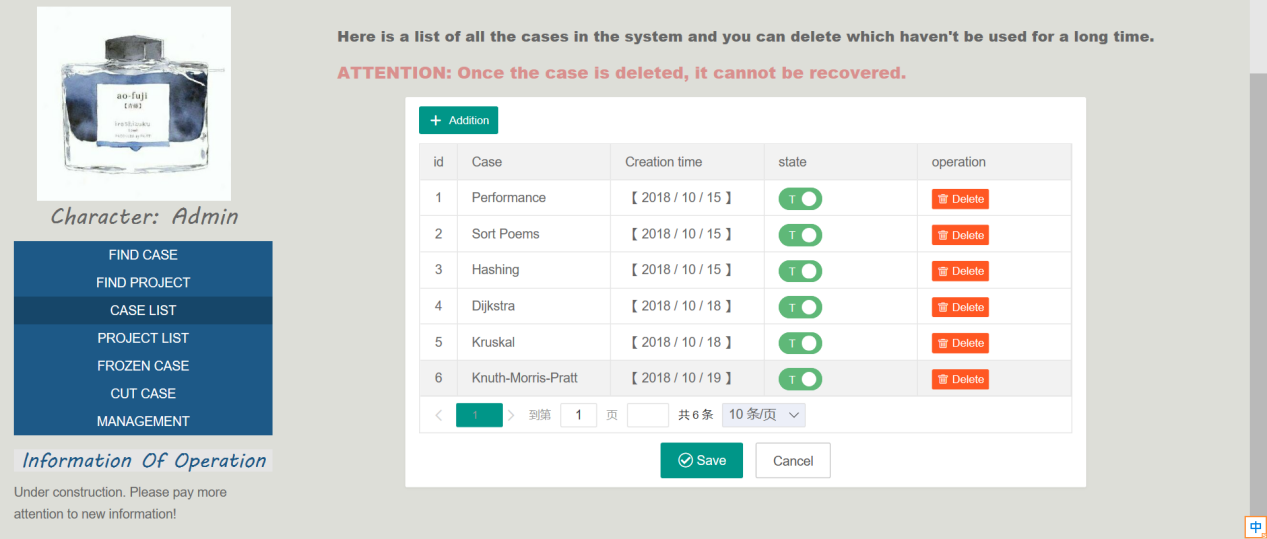 ao-fuji
Character: Admin
FIND CASE
FIND PROJECT
CASE LIST
PROJECT LIST
FROZEN CASE
CUT CASE
MANAGEMENT
Information Of Operation
Under construction. Please pay more
attention to new information!
Here is a list of all the cases in the system and you can delete which haven't be used for a long time.
ATTENTION: Once the case is deleted, it cannot be recovered.
+ Addition
id Case Creation time state operation
1 Performance 【 2018 / 10 / 15 】 T Delete
2 Sort Poems 【 2018 / 10 / 15 】 T Delete
3 Hashing 【 2018 / 10 / 15 】 T Delete
4 Dijkstra 【 2018 / 10 / 18 】 T Delete
5 Kruskal 【 2018 / 10 / 18 】 T Delete
6 Knuth-Morris-Pratt 【 2018 / 10 / 19 】 T Delete
1 到第 1 页 共 6 条 10 条/页
Save Cancel
中